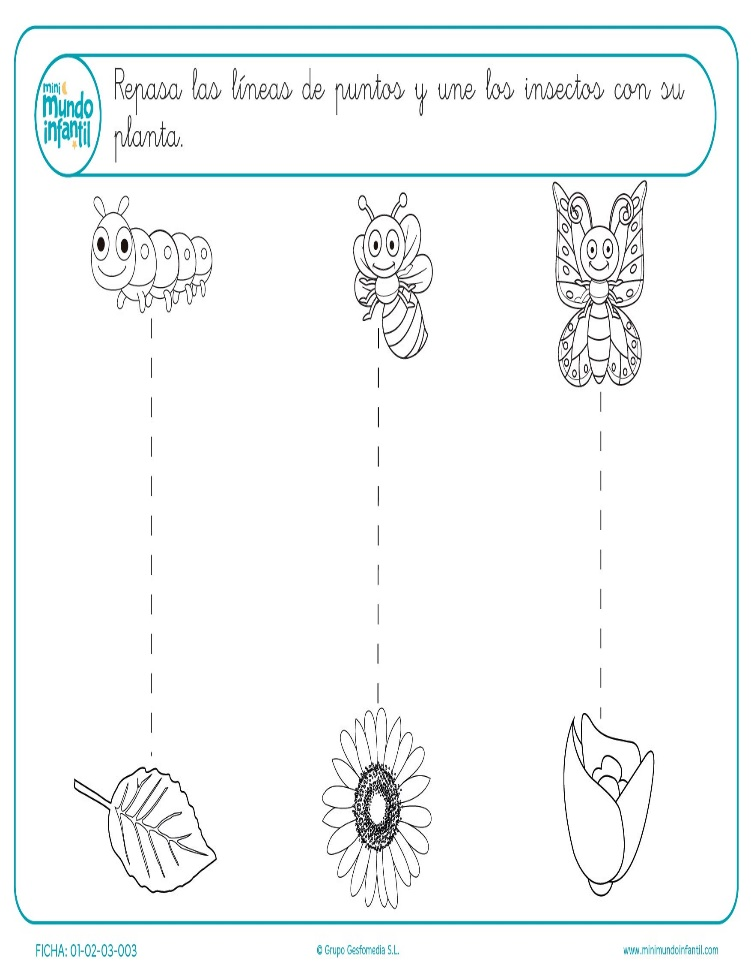 mini
mundo
infantil
Repasa las líneas de puntos y une los insectos con su
planta.
FICHA: 01-02-03-003
© Grupo Gesfomedia S.L.
www.minimundoinfantil.com